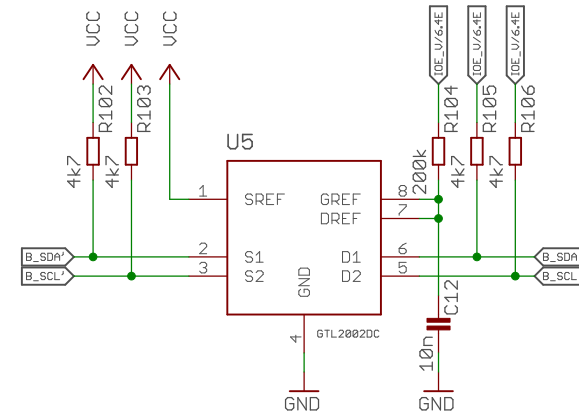 VCC
VCC
VCC
IOE_V/6.4E
IOE_V/6.4E
IOE_V/6.4E
R102
R103
R104
R105
R106
4k7
4k7
200k
4k7
4k7
U5
1
SREF
GREF
8
DREF
7
B_SDA'
2
S1
D1
6
B_SDA
B_SCL'
3
S2
D2
5
B_SCL
GND
4
GTL2002DC
C12
10n
GND
GND